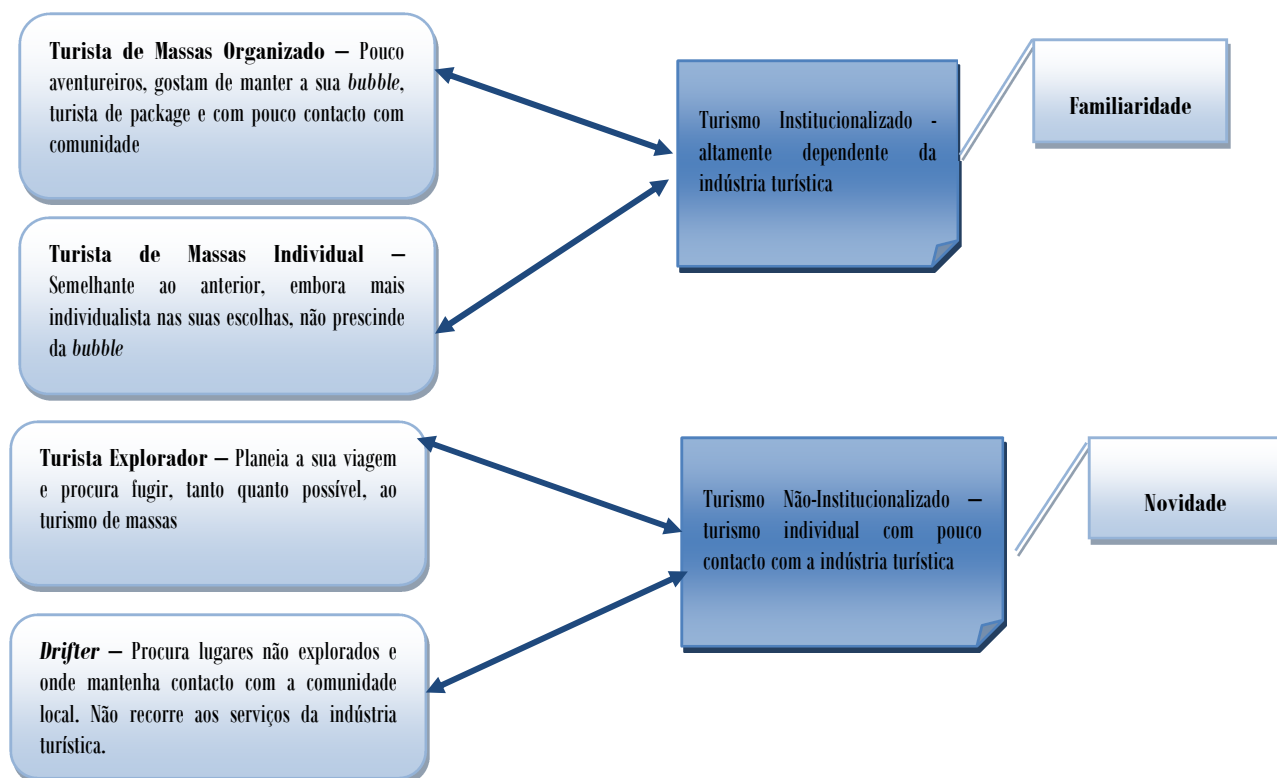 Turista de Massas Organizado – Pouco
aventureiros, gostam de manter a sua bubble,
turista de package e com pouco contacto com
comunidade
Turismo Institucionalizado -
altamente dependente da
indústria turística
Familiaridade
Turista de Massas Individual –
Semelhante ao anterior, embora mais
individualista nas suas escolhas, não prescinde
da bubble
Turista Explorador – Planeia a sua viagem
e procura fugir, tanto quanto possível, ao
turismo de massas
Turismo Não-Institucionalizado –
turismo individual com pouco
contacto com a indústria turística
Novidade
Drifter – Procura lugares não explorados e
onde mantenha contacto com a comunidade
local. Não recorre aos serviços da indústria
turística.